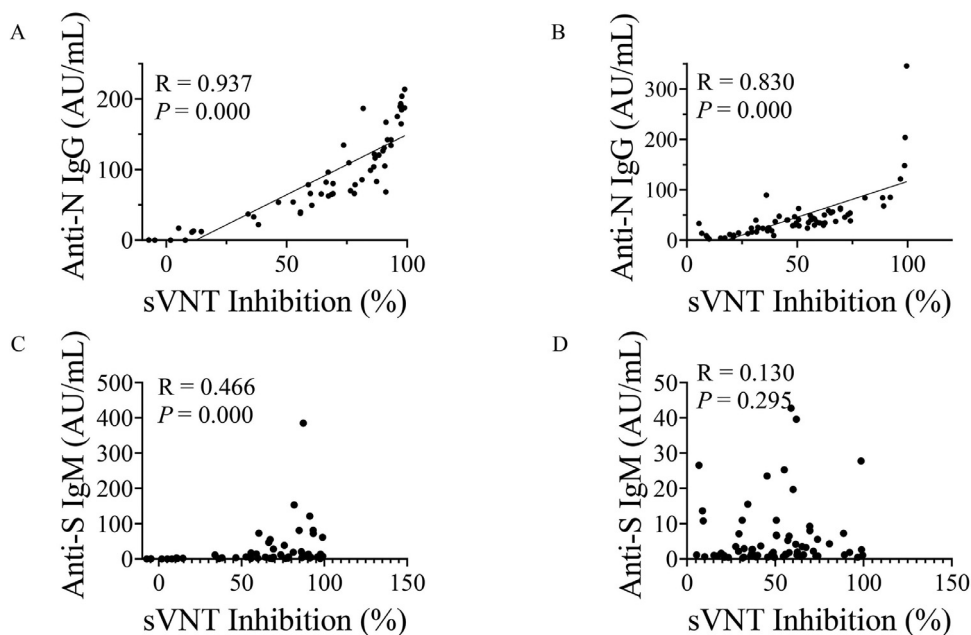 A
Anti-N IgG (AU/mL)
R = 0.937
P = 0.000
200
100
0
0
50
100
sVNT Inhibition (%)
B
Anti-N IgG (AU/mL)
R = 0.830
P = 0.000
300
200
100
0
0
50
100
sVNT Inhibition (%)
C
Anti-S IgM (AU/mL)
R = 0.466
P = 0.000
500
400
300
200
100
0
0
50
100
150
sVNT Inhibition (%)
D
Anti-S IgM (AU/mL)
R = 0.130
P = 0.295
50
40
30
20
10
0
0
50
100
150
sVNT Inhibition (%)